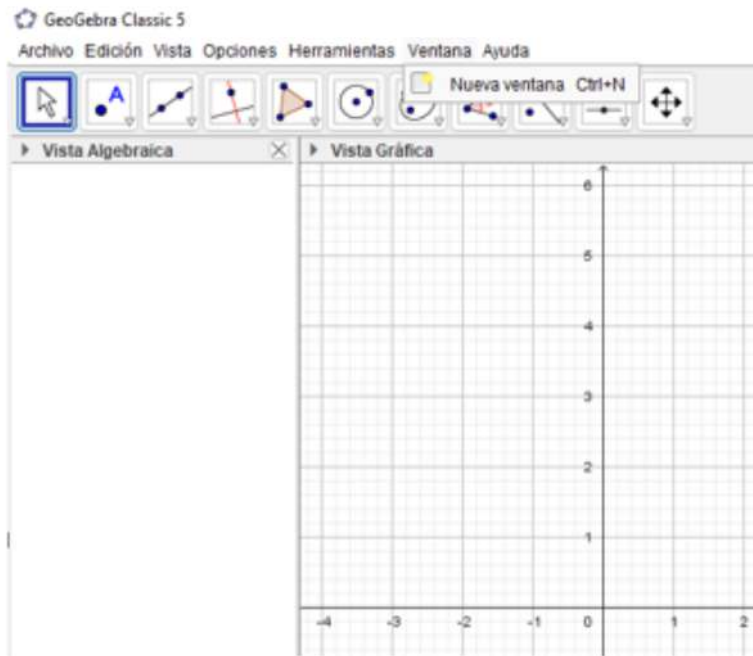 GeoGebra Classic 5
Archivo Edición Vista Opciones Herramientas Ventana Ayuda
Nueva ventana Ctrl+N
A
Vista Algebraica
Vista Gráfica
6
5
4
3
2
1
-4 -3 -2 -1 0 1 2